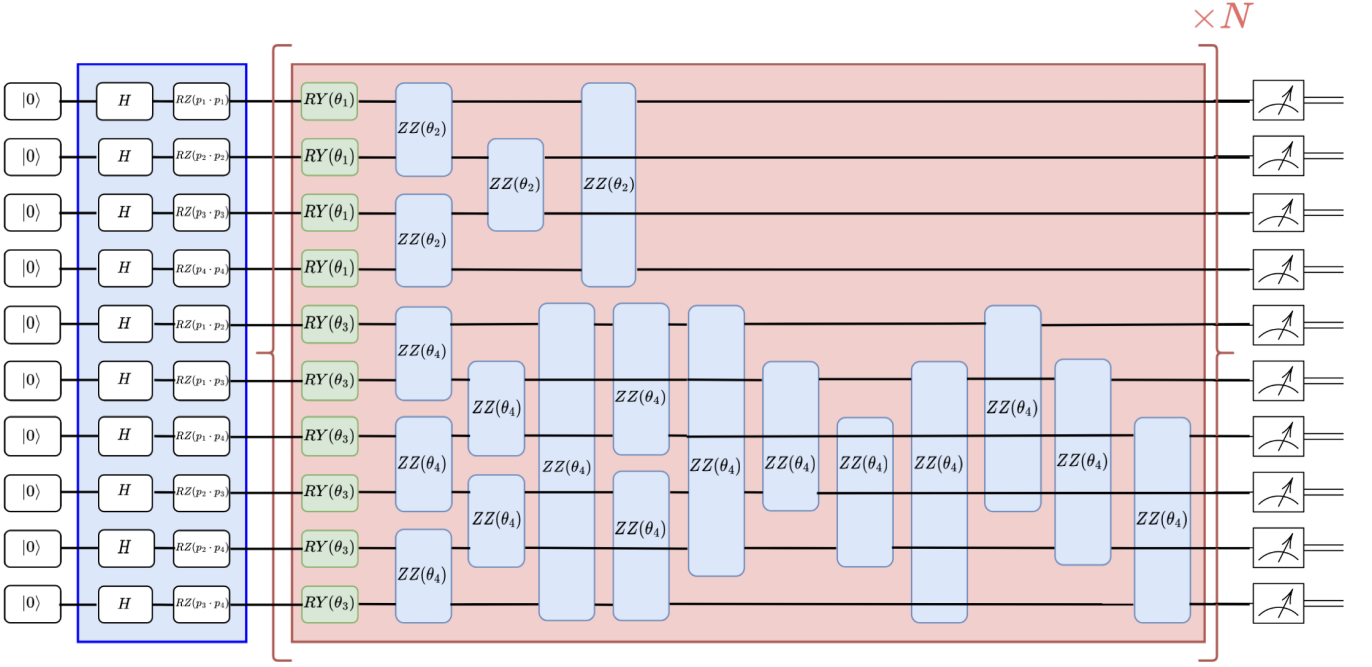 × N
|0⟩ H RZ(p₁ · p₁) RY(θ₁)
ZZ(θ₂)
|0⟩ H RZ(p₂ · p₂) RY(θ₁)
ZZ(θ₂) ZZ(θ₂)
|0⟩ H RZ(p₃ · p₃) RY(θ₁)
ZZ(θ₂)
|0⟩ H RZ(p₄ · p₄) RY(θ₁)
|0⟩ H RZ(p₁ · p₂) RY(θ₃)
ZZ(θ₄)
|0⟩ H RZ(p₁ · p₃) RY(θ₃)
ZZ(θ₄) ZZ(θ₄) ZZ(θ₄)
|0⟩ H RZ(p₁ · p₄) RY(θ₃)
ZZ(θ₄) ZZ(θ₄) ZZ(θ₄) ZZ(θ₄) ZZ(θ₄) ZZ(θ₄) ZZ(θ₄)
|0⟩ H RZ(p₂ · p₃) RY(θ₃)
ZZ(θ₄) ZZ(θ₄) ZZ(θ₄)
|0⟩ H RZ(p₂ · p₄) RY(θ₃)
ZZ(θ₄)
|0⟩ H RZ(p₃ · p₄) RY(θ₃)